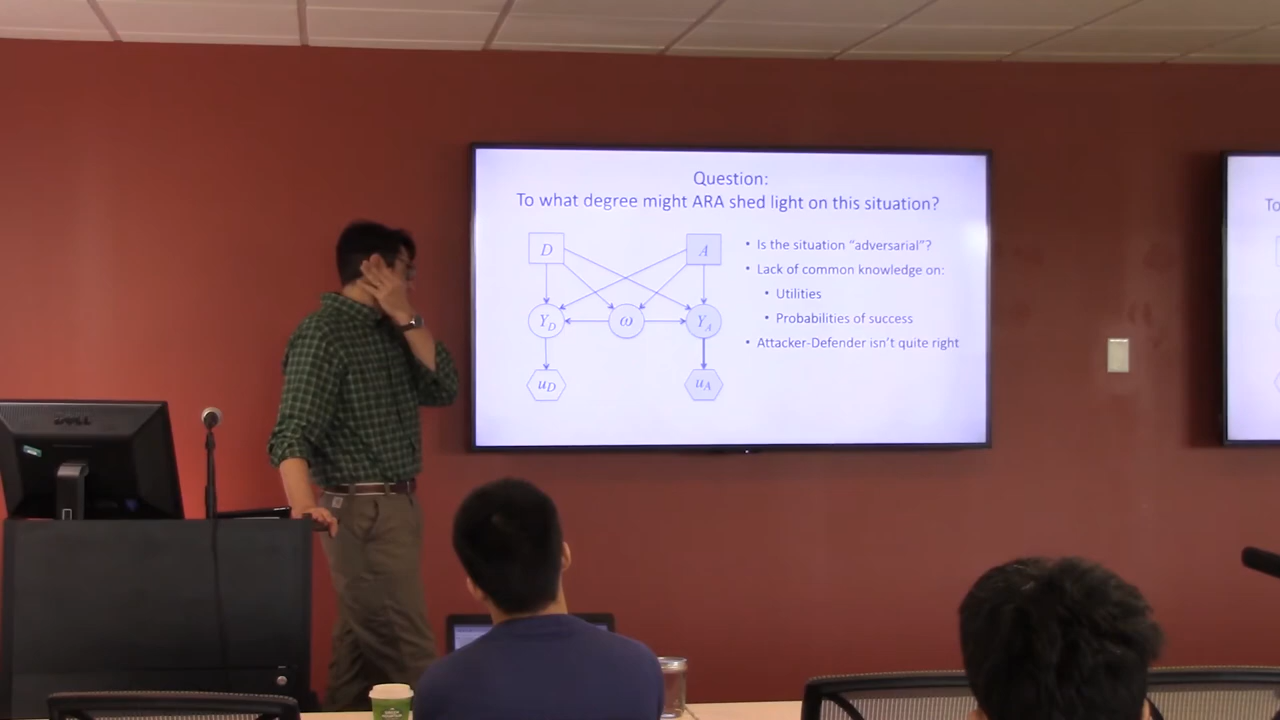 Question:
To what degree might ARA shed light on this situation?
D
A
• Is the situation “adversarial”?
• Lack of common knowledge on:
• Utilities
• Probabilities of success
• Attacker-Defender isn’t quite right
Y_D
ω
Y_A
u_D
u_A
To
DELL